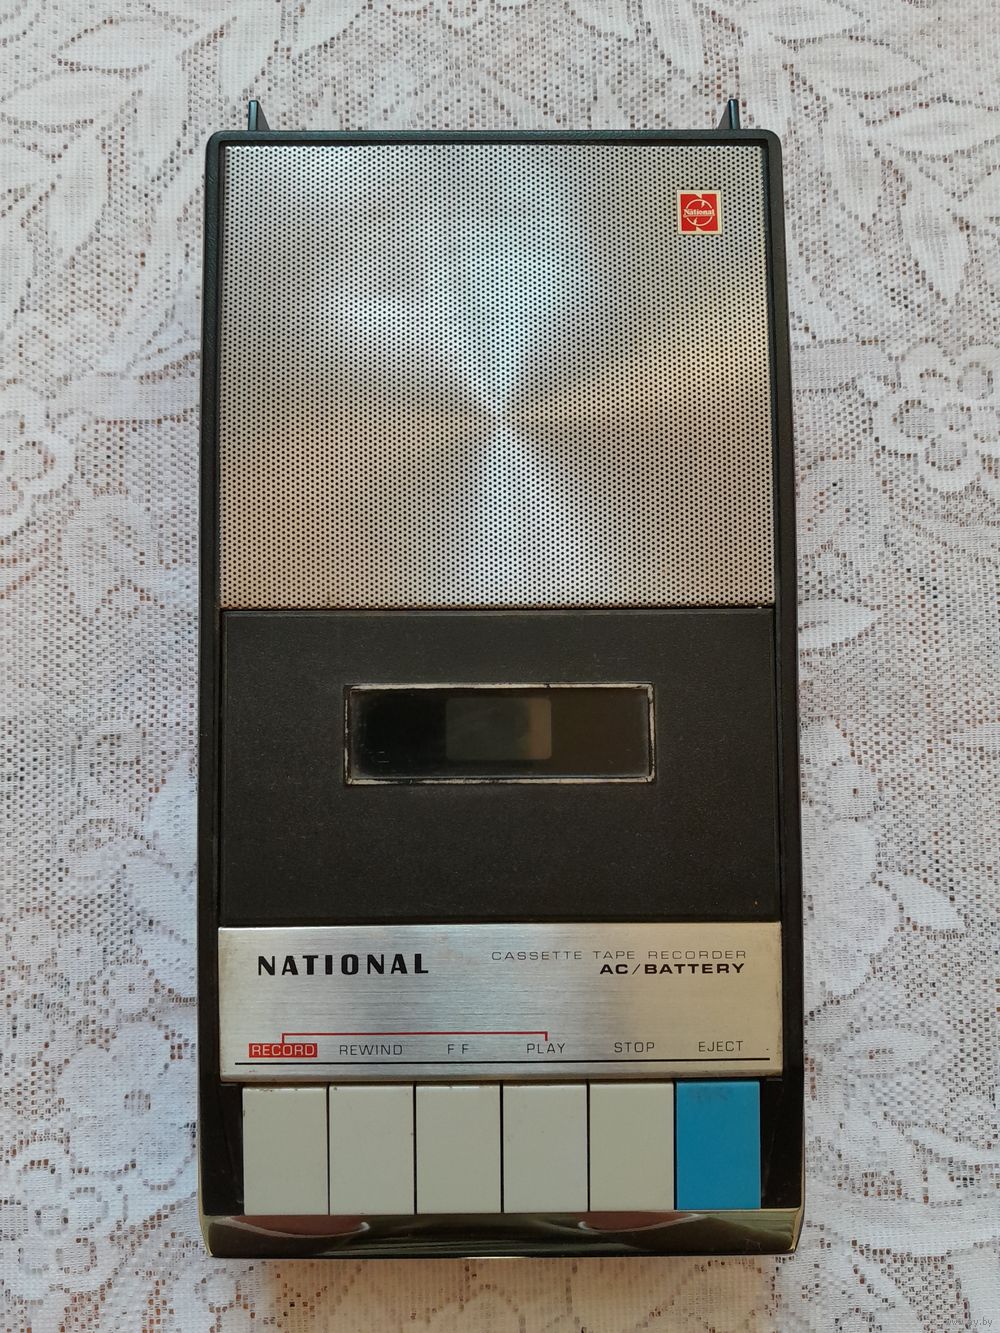 National
NATIONAL
CASSETTE TAPE RECORDER
AC/BATTERY
RECORD REWIND FF PLAY STOP EJECT